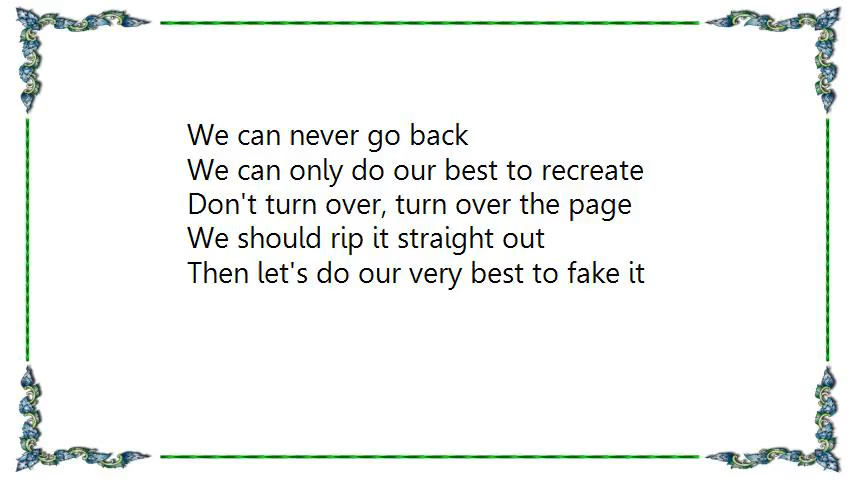 We can never go back
We can only do our best to recreate
Don't turn over, turn over the page
We should rip it straight out
Then let's do our very best to fake it